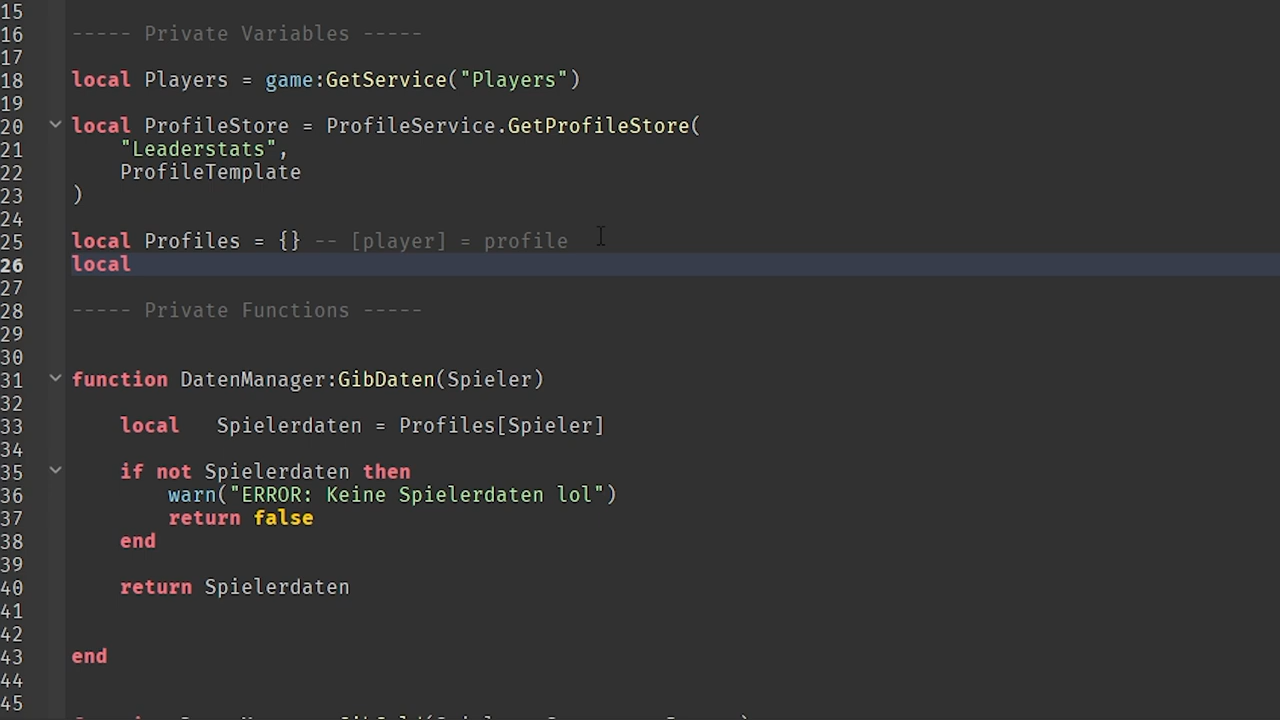 15
16 ----- Private Variables -----
17
18 local Players = game:GetService("Players")
19
20 local ProfileStore = ProfileService.GetProfileStore(
21 "Leaderstats",
22 ProfileTemplate
23 )
24
25 local Profiles = {} -- [player] = profile
26 local
27
28 ----- Private Functions -----
29
30
31 function DatenManager:GibDaten(Spieler)
32
33 local Spielerdaten = Profiles[Spieler]
34
35 if not Spielerdaten then
36 warn("ERROR: Keine Spielerdaten lol")
37 return false
38 end
39
40 return Spielerdaten
41
42
43 end
44
45